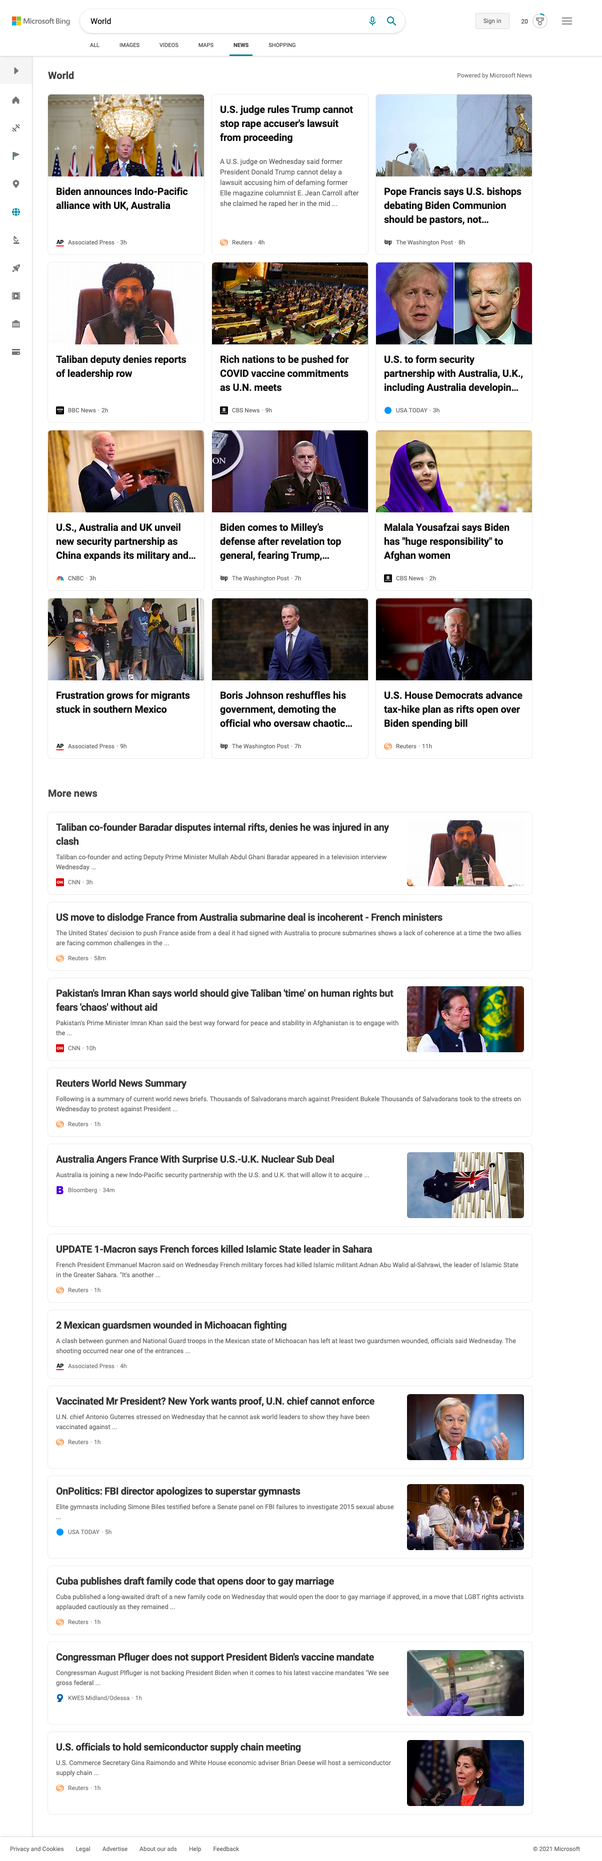 Microsoft Bing
World
Sign in
20
ALL IMAGES VIDEOS MAPS NEWS SHOPPING
World
Powered by Microsoft News
Biden announces Indo-Pacific
alliance with UK, Australia
AP Associated Press · 3h
U.S. judge rules Trump cannot
stop rape accuser's lawsuit
from proceeding
A U.S. judge on Wednesday said former
President Donald Trump cannot delay a
lawsuit accusing him of defaming former
Elle magazine columnist E. Jean Carroll after
she claimed he raped her in the mid ...
Reuters · 4h
Pope Francis says U.S. bishops
debating Biden Communion
should be pastors, not...
wp The Washington Post · 8h
Taliban deputy denies reports
of leadership row
BBC News · 2h
Rich nations to be pushed for
COVID vaccine commitments
as U.N. meets
CBS News · 9h
U.S. to form security
partnership with Australia, U.K.,
including Australia developin...
USA TODAY · 3h
U.S., Australia and UK unveil
new security partnership as
China expands its military and...
CNBC · 3h
Biden comes to Milley's
defense after revelation top
general, fearing Trump,...
wp The Washington Post · 7h
Malala Yousafzai says Biden
has "huge responsibility" to
Afghan women
CBS News · 2h
Frustration grows for migrants
stuck in southern Mexico
AP Associated Press · 9h
Boris Johnson reshuffles his
government, demoting the
official who oversaw chaotic...
wp The Washington Post · 7h
U.S. House Democrats advance
tax-hike plan as rifts open over
Biden spending bill
Reuters · 11h
More news
Taliban co-founder Baradar disputes internal rifts, denies he was injured in any
clash
Taliban co-founder and acting Deputy Prime Minister Mullah Abdul Ghani Baradar appeared in a television interview
Wednesday ...
CNN CNN · 3h
US move to dislodge France from Australia submarine deal is incoherent - French ministers
The United States' decision to push France aside from a deal it had signed with Australia to procure submarines shows a lack of coherence at a time the two allies
are facing common challenges in the ...
Reuters · 58m
Pakistan's Imran Khan says world should give Taliban 'time' on human rights but
fears 'chaos' without aid
Pakistan's Prime Minister Imran Khan said the best way forward for peace and stability in Afghanistan is to engage with
the ...
CNN CNN · 10h
Reuters World News Summary
Following is a summary of current world news briefs. Thousands of Salvadorans march against President Bukele Thousands of Salvadorans took to the streets on
Wednesday to protest against President ...
Reuters · 1h
Australia Angers France With Surprise U.S.-U.K. Nuclear Sub Deal
Australia is joining a new Indo-Pacific security partnership with the U.S. and U.K. that will allow it to acquire ...
B Bloomberg · 34m
UPDATE 1-Macron says French forces killed Islamic State leader in Sahara
French President Emmanuel Macron said on Wednesday French military forces had killed Islamic militant Adnan Abu Walid al-Sahrawi, the leader of Islamic State
in the Greater Sahara. "It's another ...
Reuters · 1h
2 Mexican guardsmen wounded in Michoacan fighting
A clash between gunmen and National Guard troops in the Mexican state of Michoacan has left at least two guardsmen wounded, officials said Wednesday. The
shooting occurred near one of the entrances ...
AP Associated Press · 4h
Vaccinated Mr President? New York wants proof, U.N. chief cannot enforce
U.N. chief Antonio Guterres stressed on Wednesday that he cannot ask world leaders to show they have been
vaccinated against ...
Reuters · 1h
OnPolitics: FBI director apologizes to superstar gymnasts
Elite gymnasts including Simone Biles testified before a Senate panel on FBI failures to investigate 2015 sexual abuse
...
USA TODAY · 5h
Cuba publishes draft family code that opens door to gay marriage
Cuba published a long-awaited draft of a new family code on Wednesday that would open the door to gay marriage if approved, in a move that LGBT rights activists
applauded cautiously as they remained ...
Reuters · 1h
Congressman Pfluger does not support President Biden's vaccine mandate
Congressman August Pflfluger is not backing President Biden when it comes to his latest vaccine mandates "We see
gross federal ...
KWES Midland/Odessa · 1h
U.S. officials to hold semiconductor supply chain meeting
U.S. Commerce Secretary Gina Raimondo and White House economic adviser Brian Deese will host a semiconductor
supply chain ...
Reuters · 1h
Privacy and Cookies Legal Advertise About our ads Help Feedback
© 2021 Microsoft